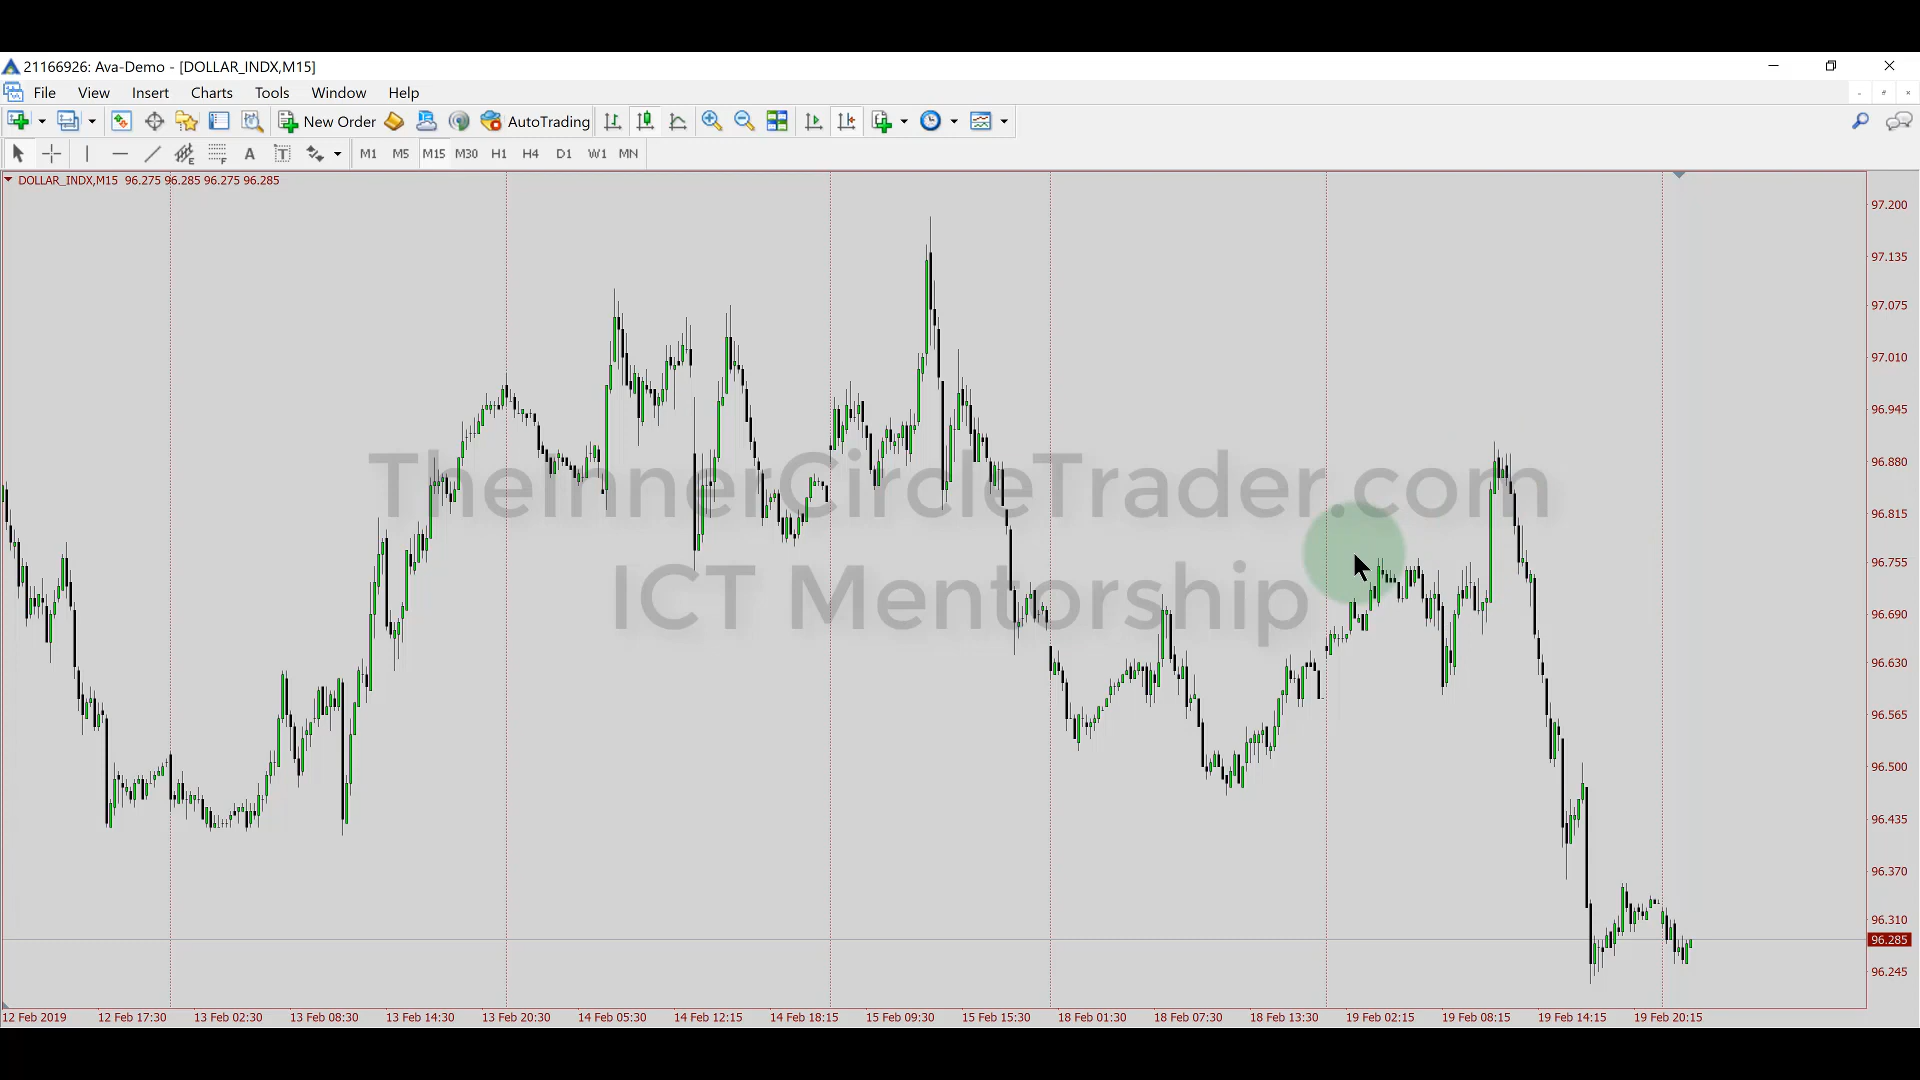 21166926: Ava-Demo - [DOLLAR_INDX,M15]
File View Insert Charts Tools Window Help
New Order AutoTrading
A T M1 M5 M15 M30 H1 H4 D1 W1 MN
DOLLAR_INDX,M15 96.275 96.285 96.275 96.285
97.200
97.135
97.075
97.010
96.945
96.880
96.815
96.755
96.690
96.630
96.565
96.500
96.435
96.370
96.310
96.285
96.245
TheInnerCircleTrader.com
ICT Mentorship
12 Feb 2019 12 Feb 17:30 13 Feb 02:30 13 Feb 08:30 13 Feb 14:30 13 Feb 20:30 14 Feb 05:30 14 Feb 12:15 14 Feb 18:15 15 Feb 09:30 15 Feb 15:30 18 Feb 01:30 18 Feb 07:30 18 Feb 13:30 19 Feb 02:15 19 Feb 08:15 19 Feb 14:15 19 Feb 20:15